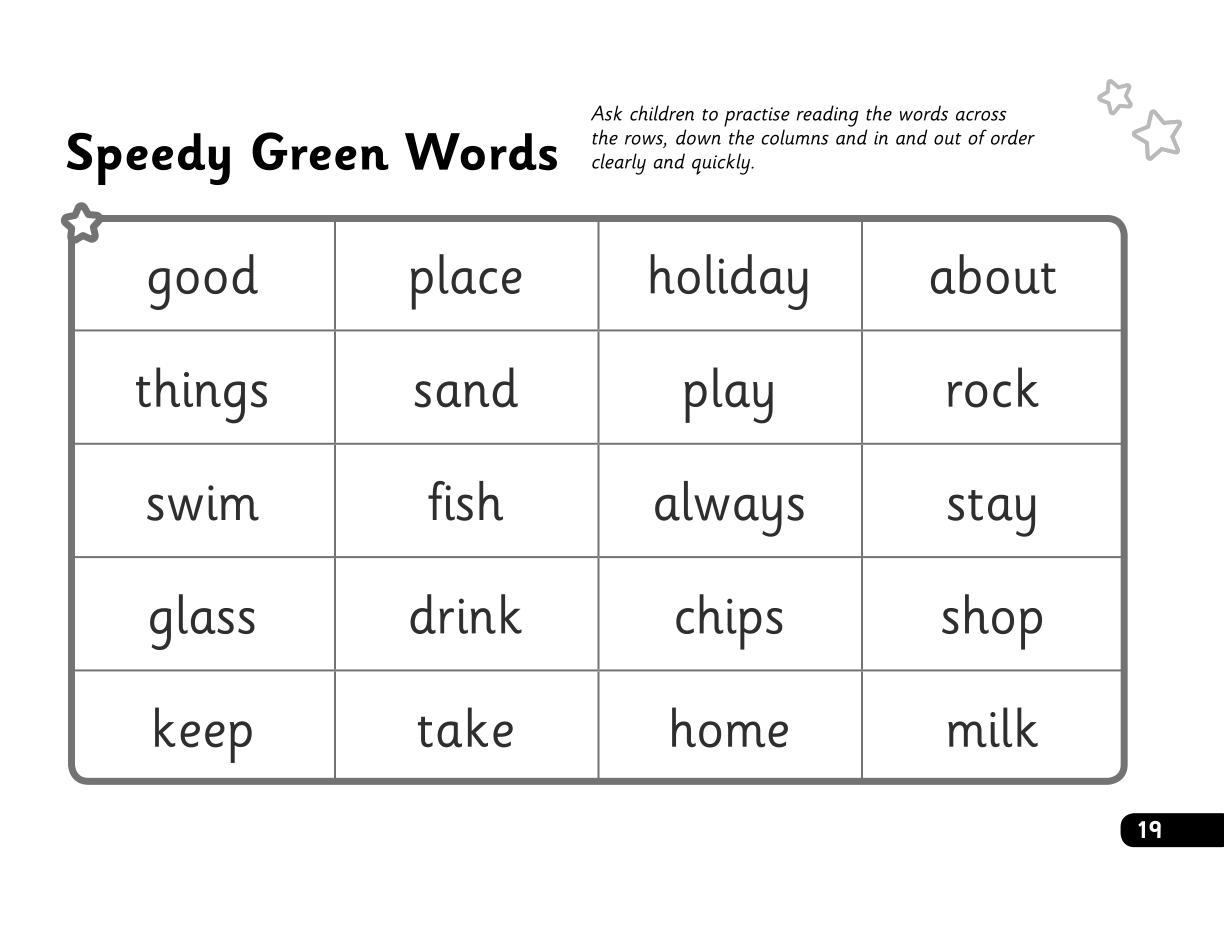 Speedy Green Words
Ask children to practise reading the words across
the rows, down the columns and in and out of order
clearly and quickly.
good place holiday about
things sand play rock
swim fish always stay
glass drink chips shop
keep take home milk
19